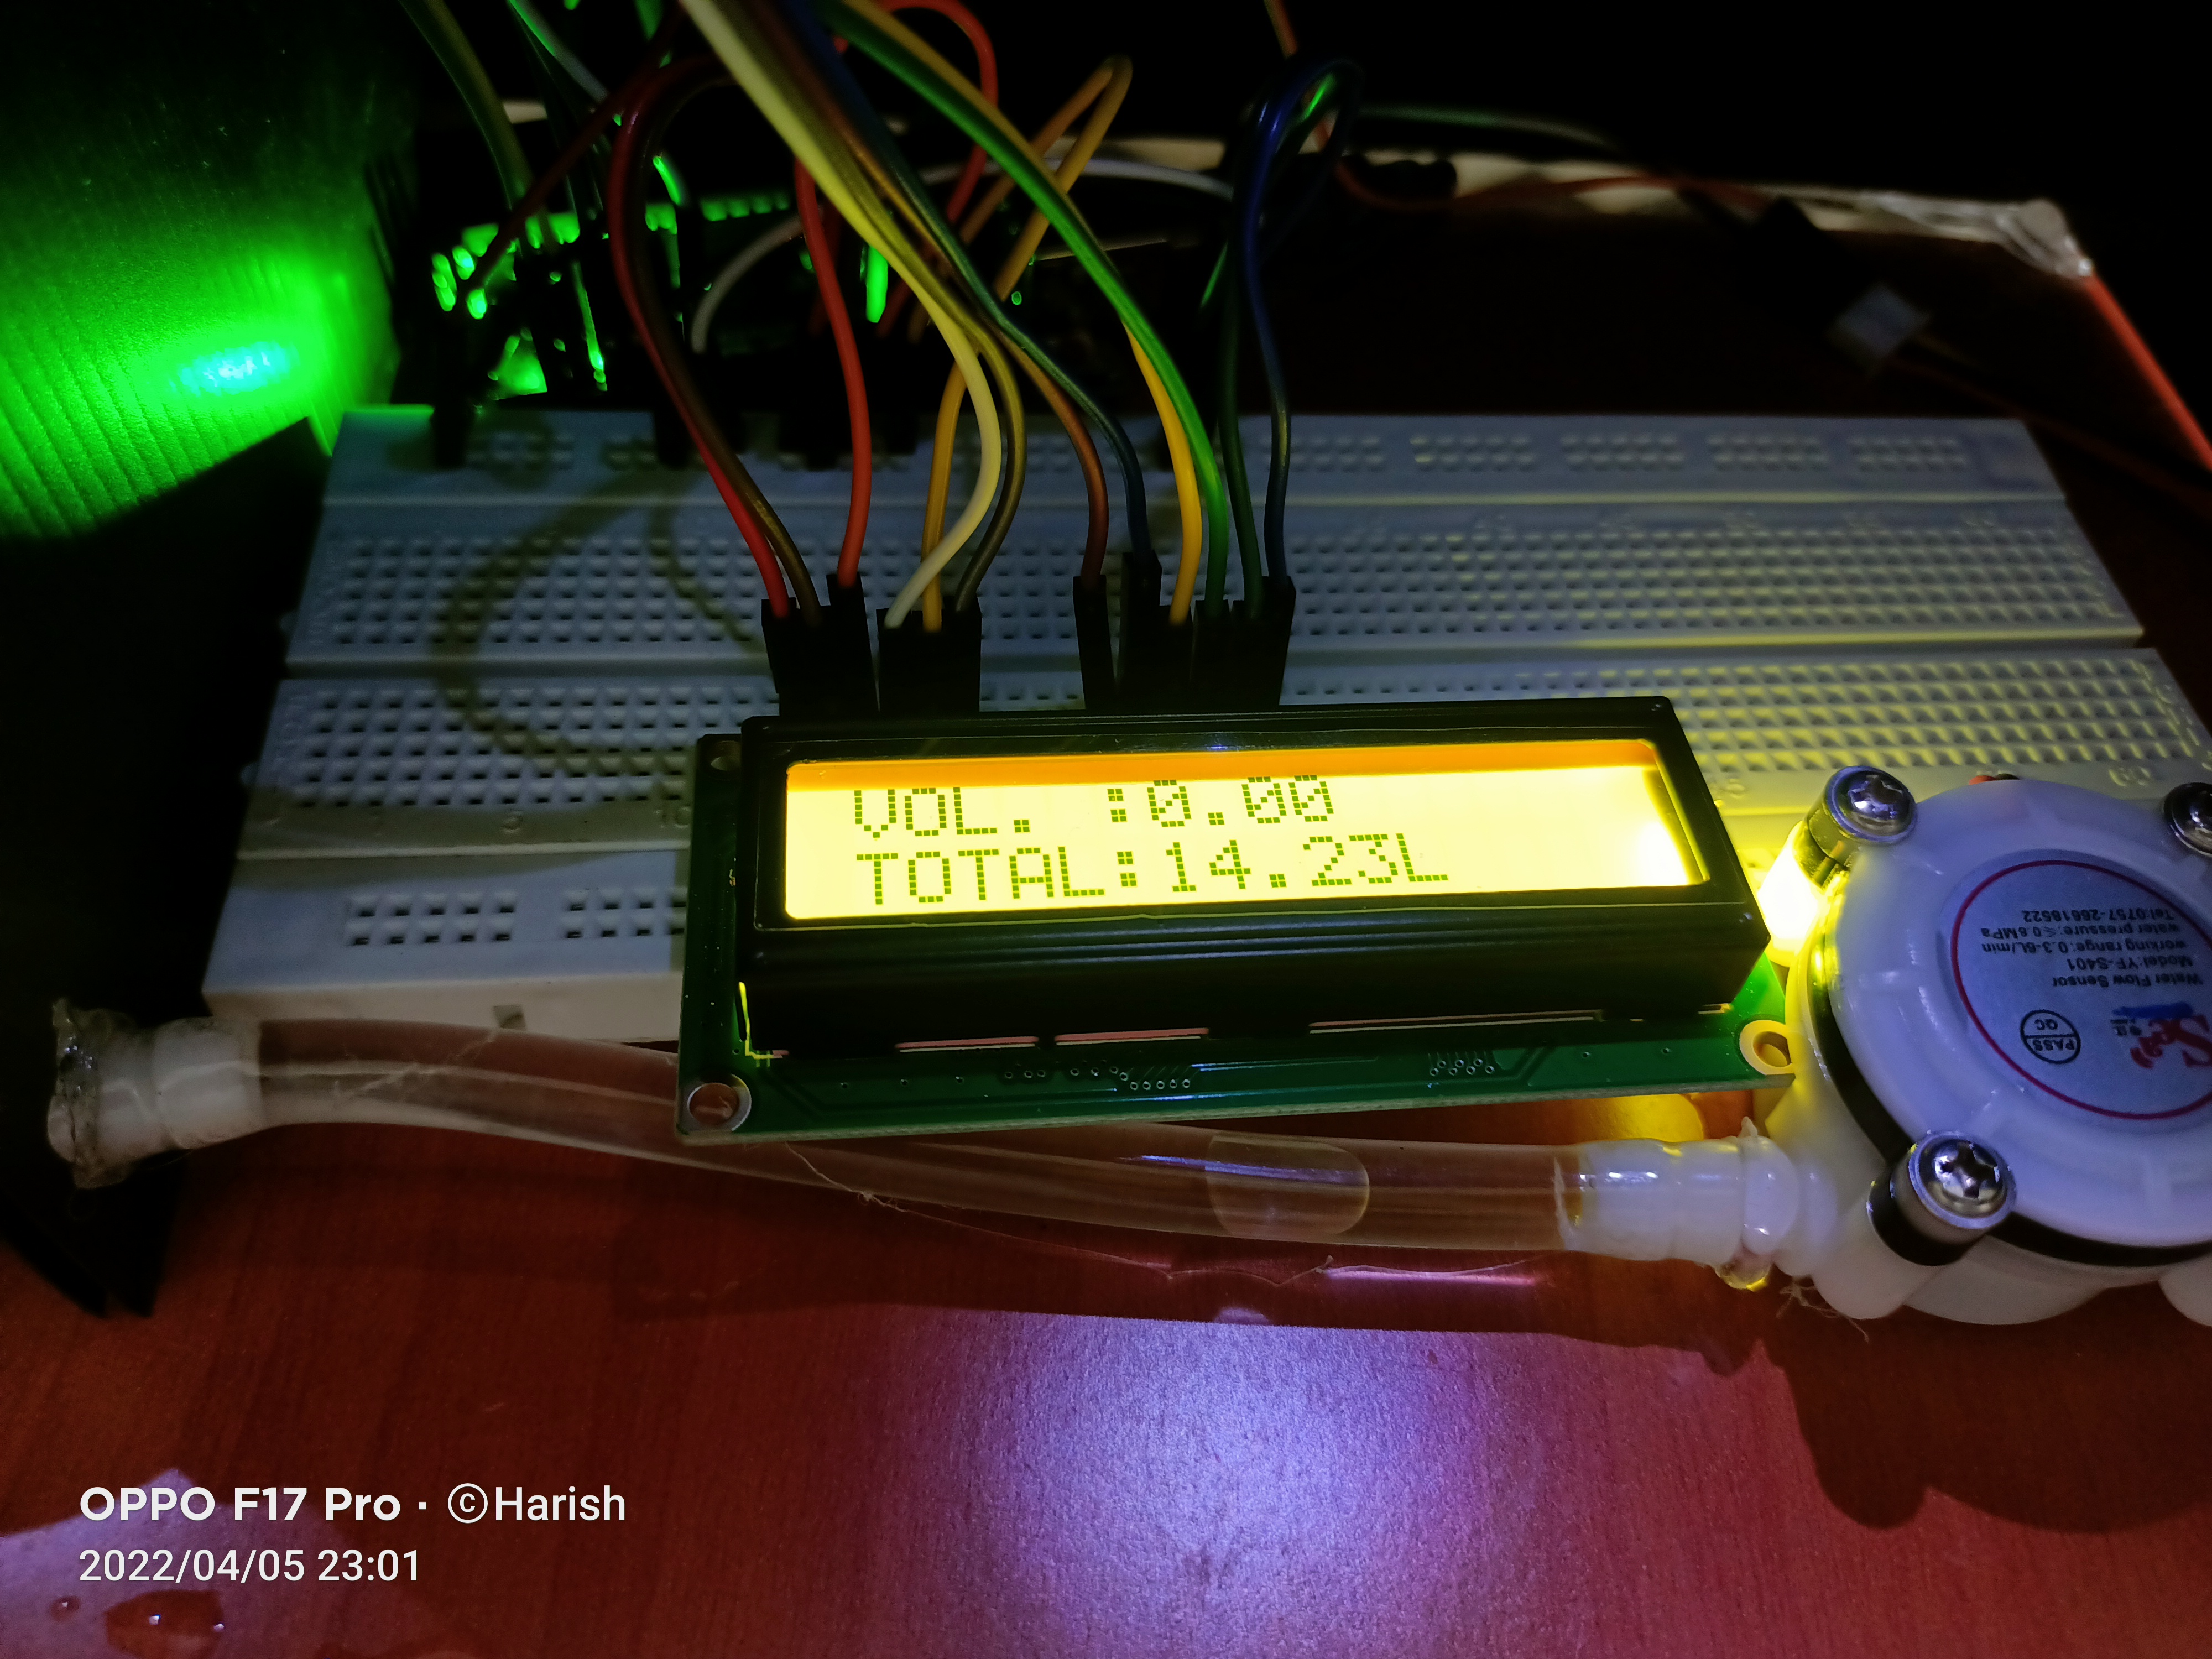 VOL. :0.00
TOTAL:14.23L
Water Flow Sensor
Model:YF-S401
working range: 0.3-6L/min
water pressure:≤0.8MPa
Tel:0757-26618522
PASS
QC
OPPO F17 Pro · ©Harish
2022/04/05 23:01